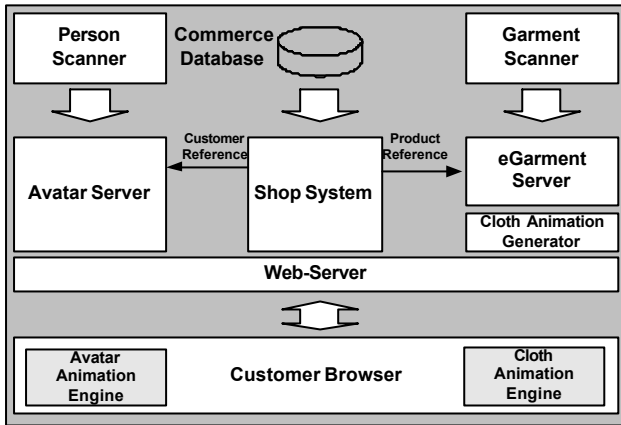 Person
Scanner
Commerce
Database
Garment
Scanner
Customer
Reference
Product
Reference
Avatar Server
Shop System
eGarment
Server
Cloth Animation
Generator
Web-Server
Avatar
Animation
Engine
Customer Browser
Cloth
Animation
Engine